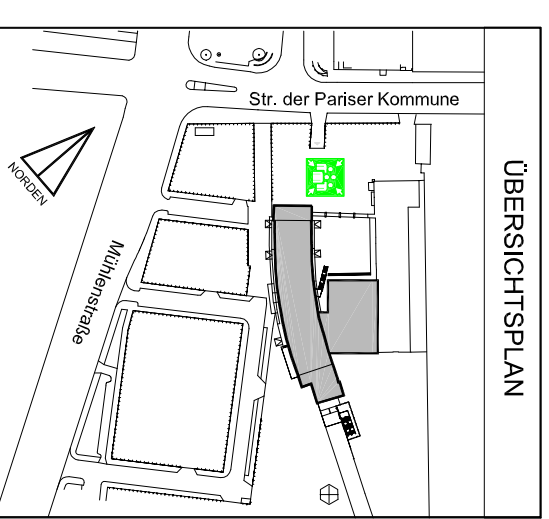 ÜBERSICHTSPLAN
Str. der Pariser Kommune
NORDEN
Mühlenstraße